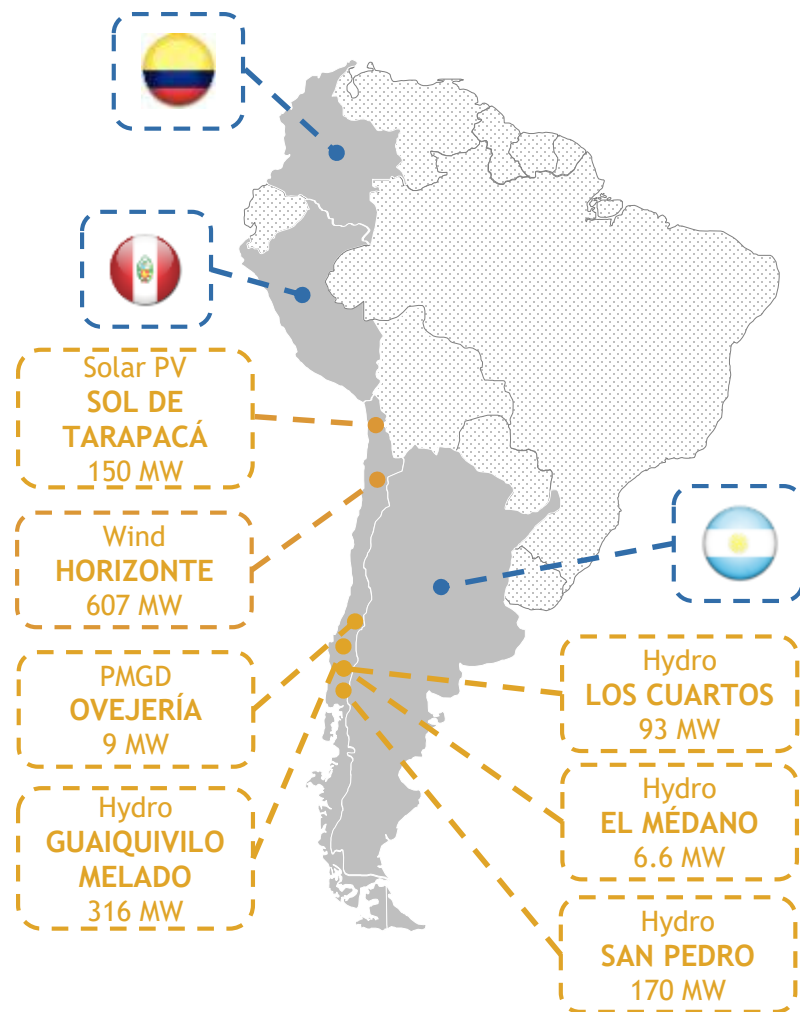 Solar PV
SOL DE
TARAPACÁ
150 MW
Wind
HORIZONTE
607 MW
PMGD
OVEJERÍA
9 MW
Hydro
GUAIQUIVILO
MELADO
316 MW
Hydro
LOS CUARTOS
93 MW
Hydro
EL MÉDANO
6.6 MW
Hydro
SAN PEDRO
170 MW